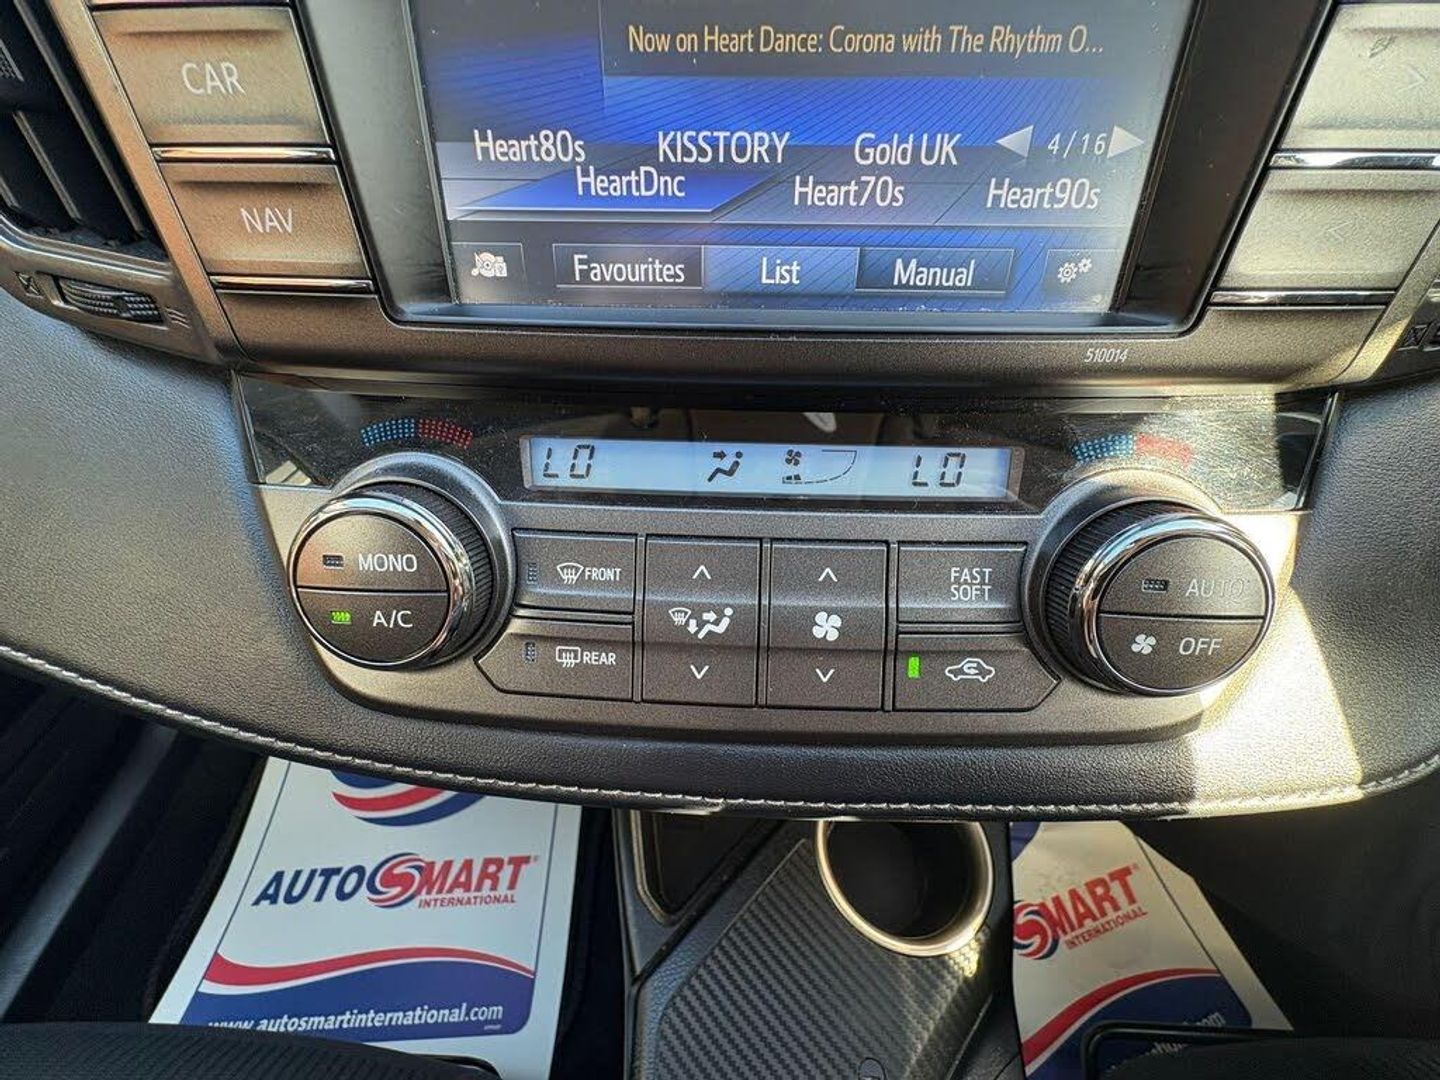 CAR
NAV
Now on Heart Dance: Corona with The Rhythm O...
Heart80s KISSTORY Gold UK 4/16
HeartDnc Heart70s Heart90s
Favourites List Manual
510014
LO LO
MONO
A/C
FRONT
REAR
FAST
SOFT
AUTO
OFF
AUTOSMART
INTERNATIONAL
www.autosmartinternational.com
SMART
INTERNATIONAL